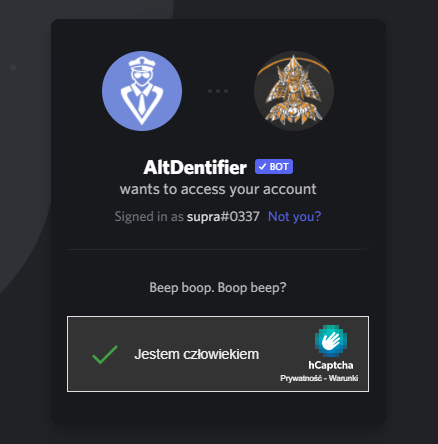 AltDentifier BOT
wants to access your account
Signed in as supra#0337 Not you?
Beep boop. Boop beep?
Jestem człowiekiem
hCaptcha
Prywatność - Warunki